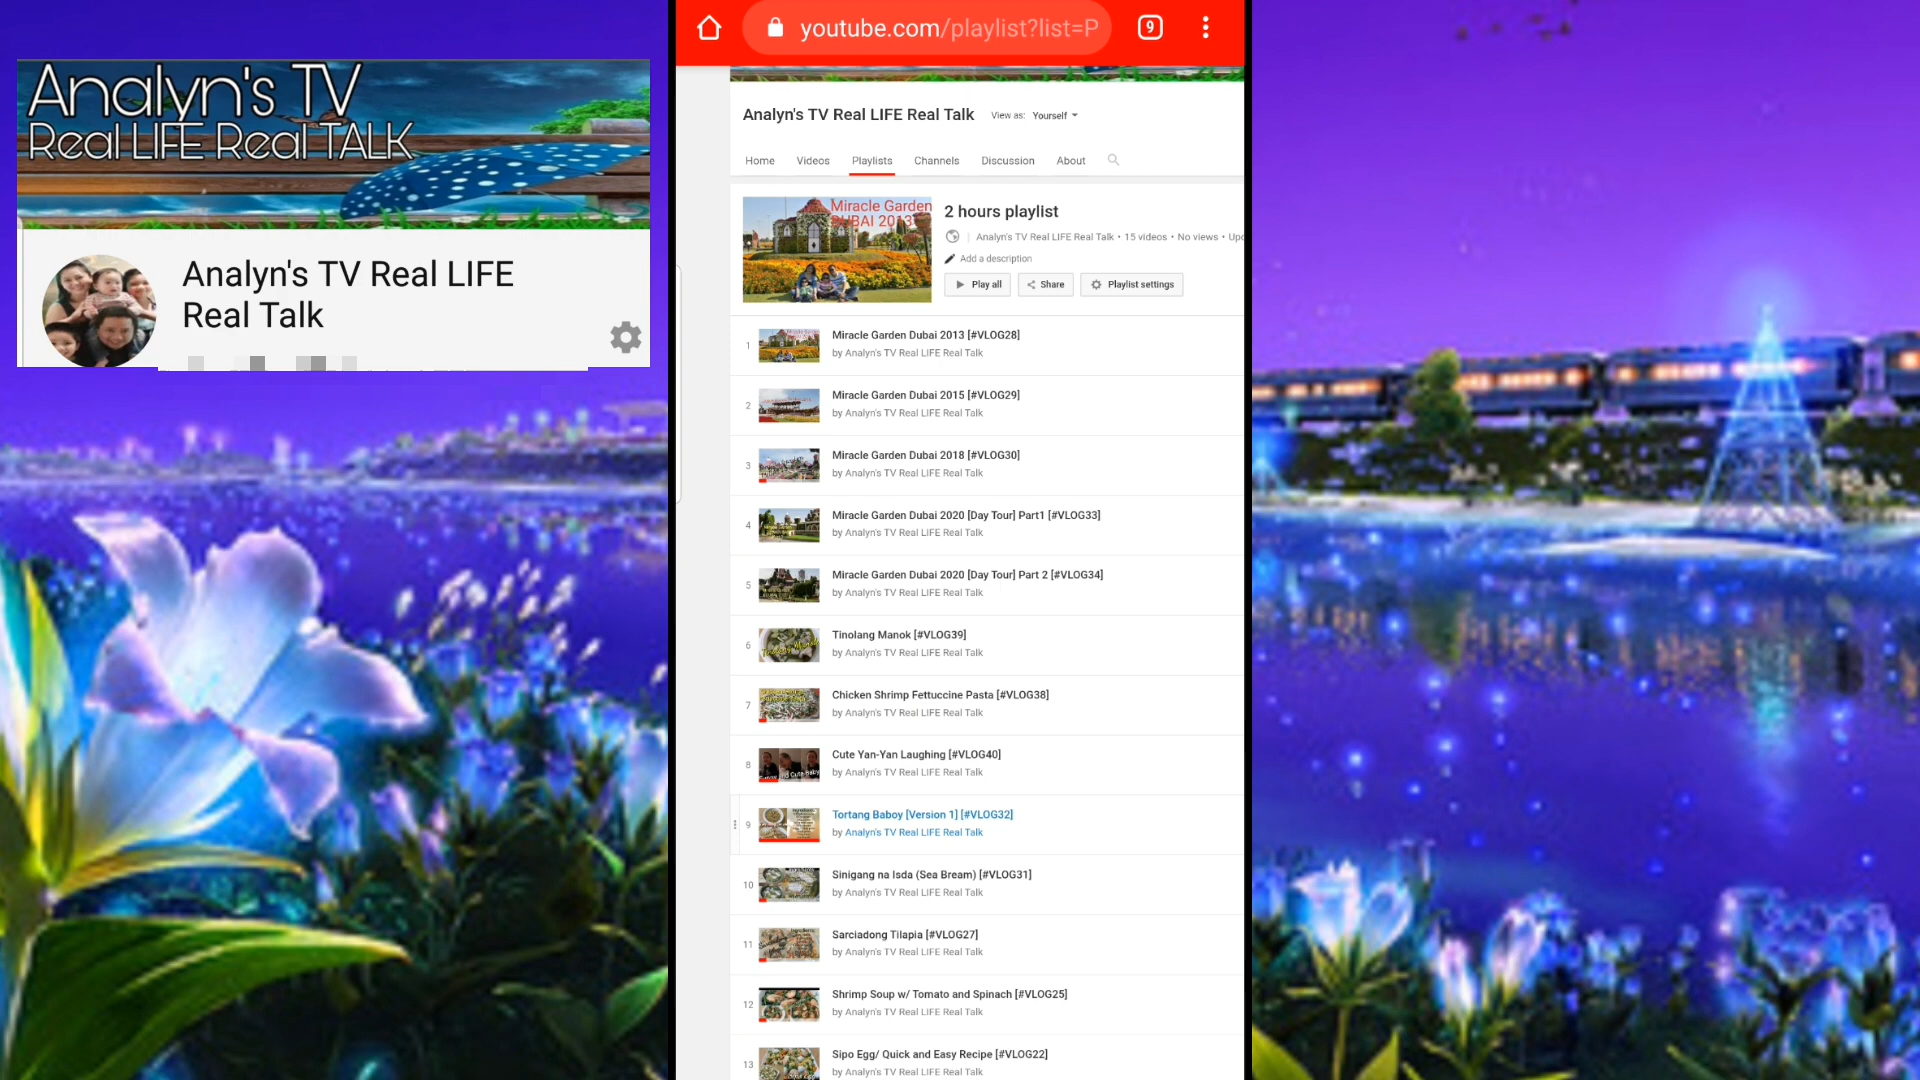 Analyn's TV
Real LIFE Real TALK
Analyn's TV Real LIFE
Real Talk
youtube.com/playlist?list=P
9
Analyn's TV Real LIFE Real Talk
View as: Yourself
Home Videos Playlists Channels Discussion About
Miracle Garden
DUBAI 2013
2 hours playlist
Analyn's TV Real LIFE Real Talk • 15 videos • No views • Upd
Add a description
Play all Share Playlist settings
1 Miracle Garden Dubai 2013 [#VLOG28]
by Analyn's TV Real LIFE Real Talk
2 Miracle Garden Dubai 2015 [#VLOG29]
by Analyn's TV Real LIFE Real Talk
3 Miracle Garden Dubai 2018 [#VLOG30]
by Analyn's TV Real LIFE Real Talk
4 Miracle Garden Dubai 2020 [Day Tour] Part1 [#VLOG33]
by Analyn's TV Real LIFE Real Talk
5 Miracle Garden Dubai 2020 [Day Tour] Part 2 [#VLOG34]
by Analyn's TV Real LIFE Real Talk
6 Tinolang Manok [#VLOG39]
by Analyn's TV Real LIFE Real Talk
7 Chicken Shrimp Fettuccine Pasta [#VLOG38]
by Analyn's TV Real LIFE Real Talk
8 Cute Yan-Yan Laughing [#VLOG40]
by Analyn's TV Real LIFE Real Talk
9 Tortang Baboy [Version 1] [#VLOG32]
by Analyn's TV Real LIFE Real Talk
10 Sinigang na Isda (Sea Bream) [#VLOG31]
by Analyn's TV Real LIFE Real Talk
11 Sarciadong Tilapia [#VLOG27]
by Analyn's TV Real LIFE Real Talk
12 Shrimp Soup w/ Tomato and Spinach [#VLOG25]
by Analyn's TV Real LIFE Real Talk
13 Sipo Egg/ Quick and Easy Recipe [#VLOG22]
by Analyn's TV Real LIFE Real Talk